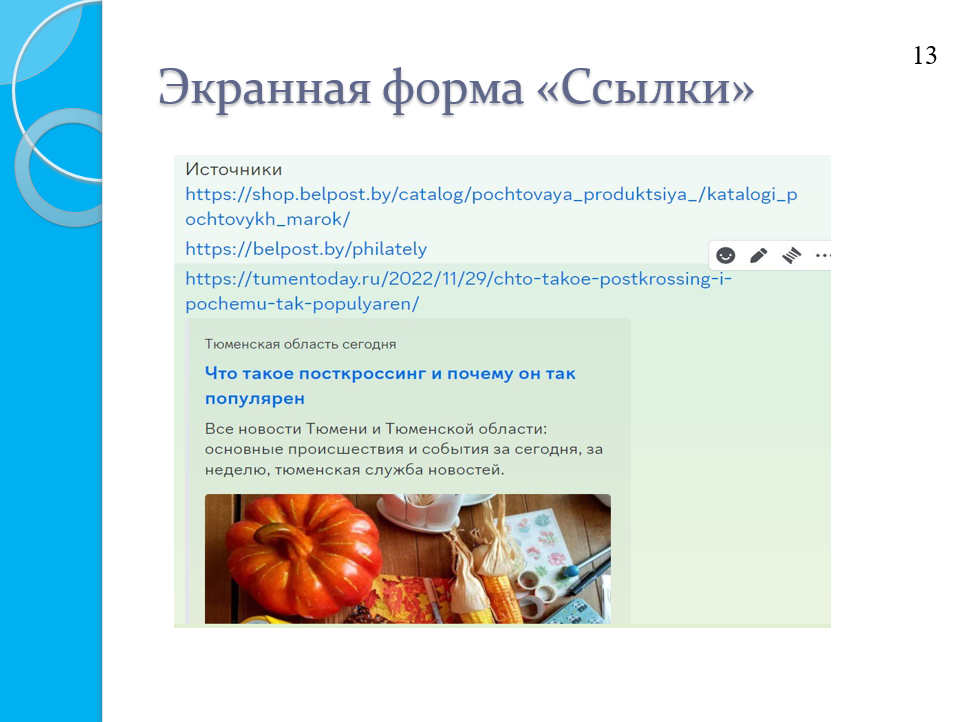 13
Экранная форма «Ссылки»
Источники
https://shop.belpost.by/catalog/pochtovaya_produktsiya_/katalogi_p
ochtovykh_marok/
https://belpost.by/philately
https://tumentoday.ru/2022/11/29/chto-takoe-postkrossing-i-
pochemu-tak-populyaren/
Тюменская область сегодня
Что такое посткроссинг и почему он так
популярен
Все новости Тюмени и Тюменской области:
основные происшествия и события за сегодня, за
неделю, тюменская служба новостей.